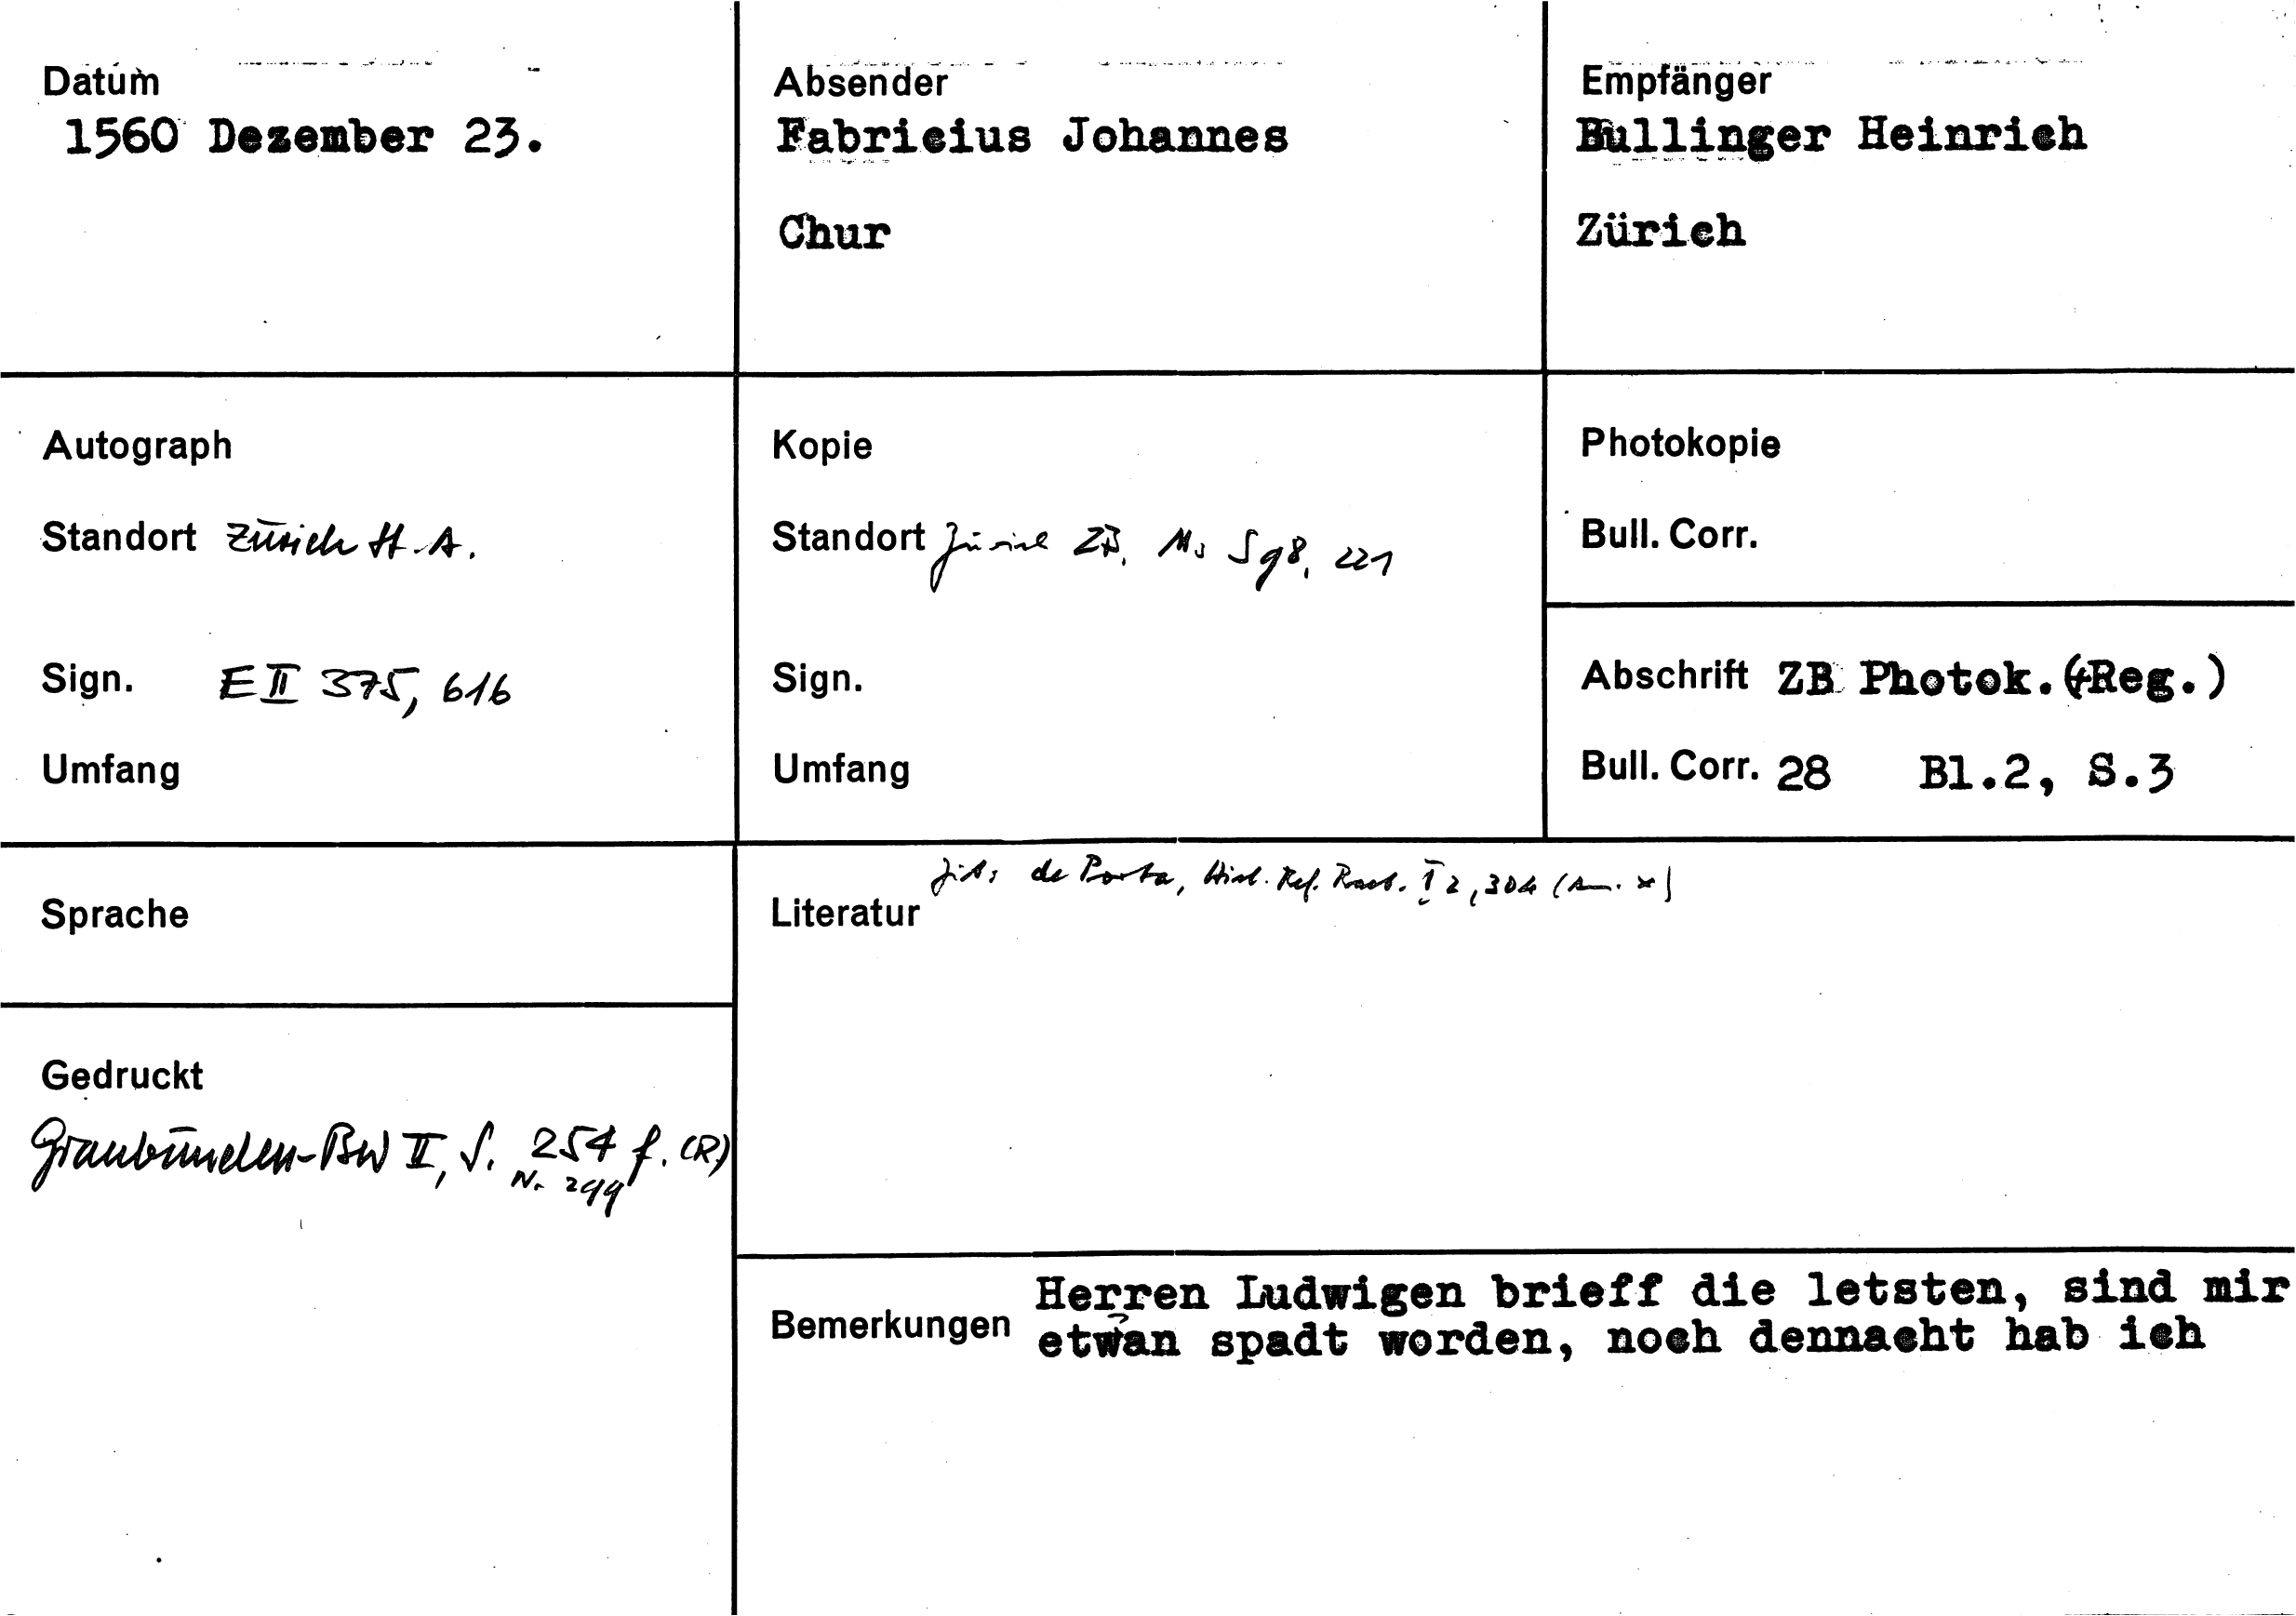 Datum
1560 Dezember 23.
Absender
Fabricius Johannes
Chur
Empfänger
Bullinger Heinrich
Zürich
Autograph
Standort Zürich St.A.
Sign. E II 375, 616
Umfang
Kopie
Standort Zürich ZB, Ms S 98, 221
Sign.
Umfang
Photokopie
Bull. Corr.
Abschrift ZB Photok.(+Reg.)
Bull. Corr. 28 Bl.2, S.3
Sprache
Gedruckt
Graubünden-BW II, S. 254 f. (R)
Nr. 299
Zit: de Porta, Hist. Ref. Raet. I 2, 304 (Anm. x)
Literatur
Bemerkungen
Herren Ludwigen brieff die letsten, sind mir
etwan spadt worden, noch dennacht hab ich